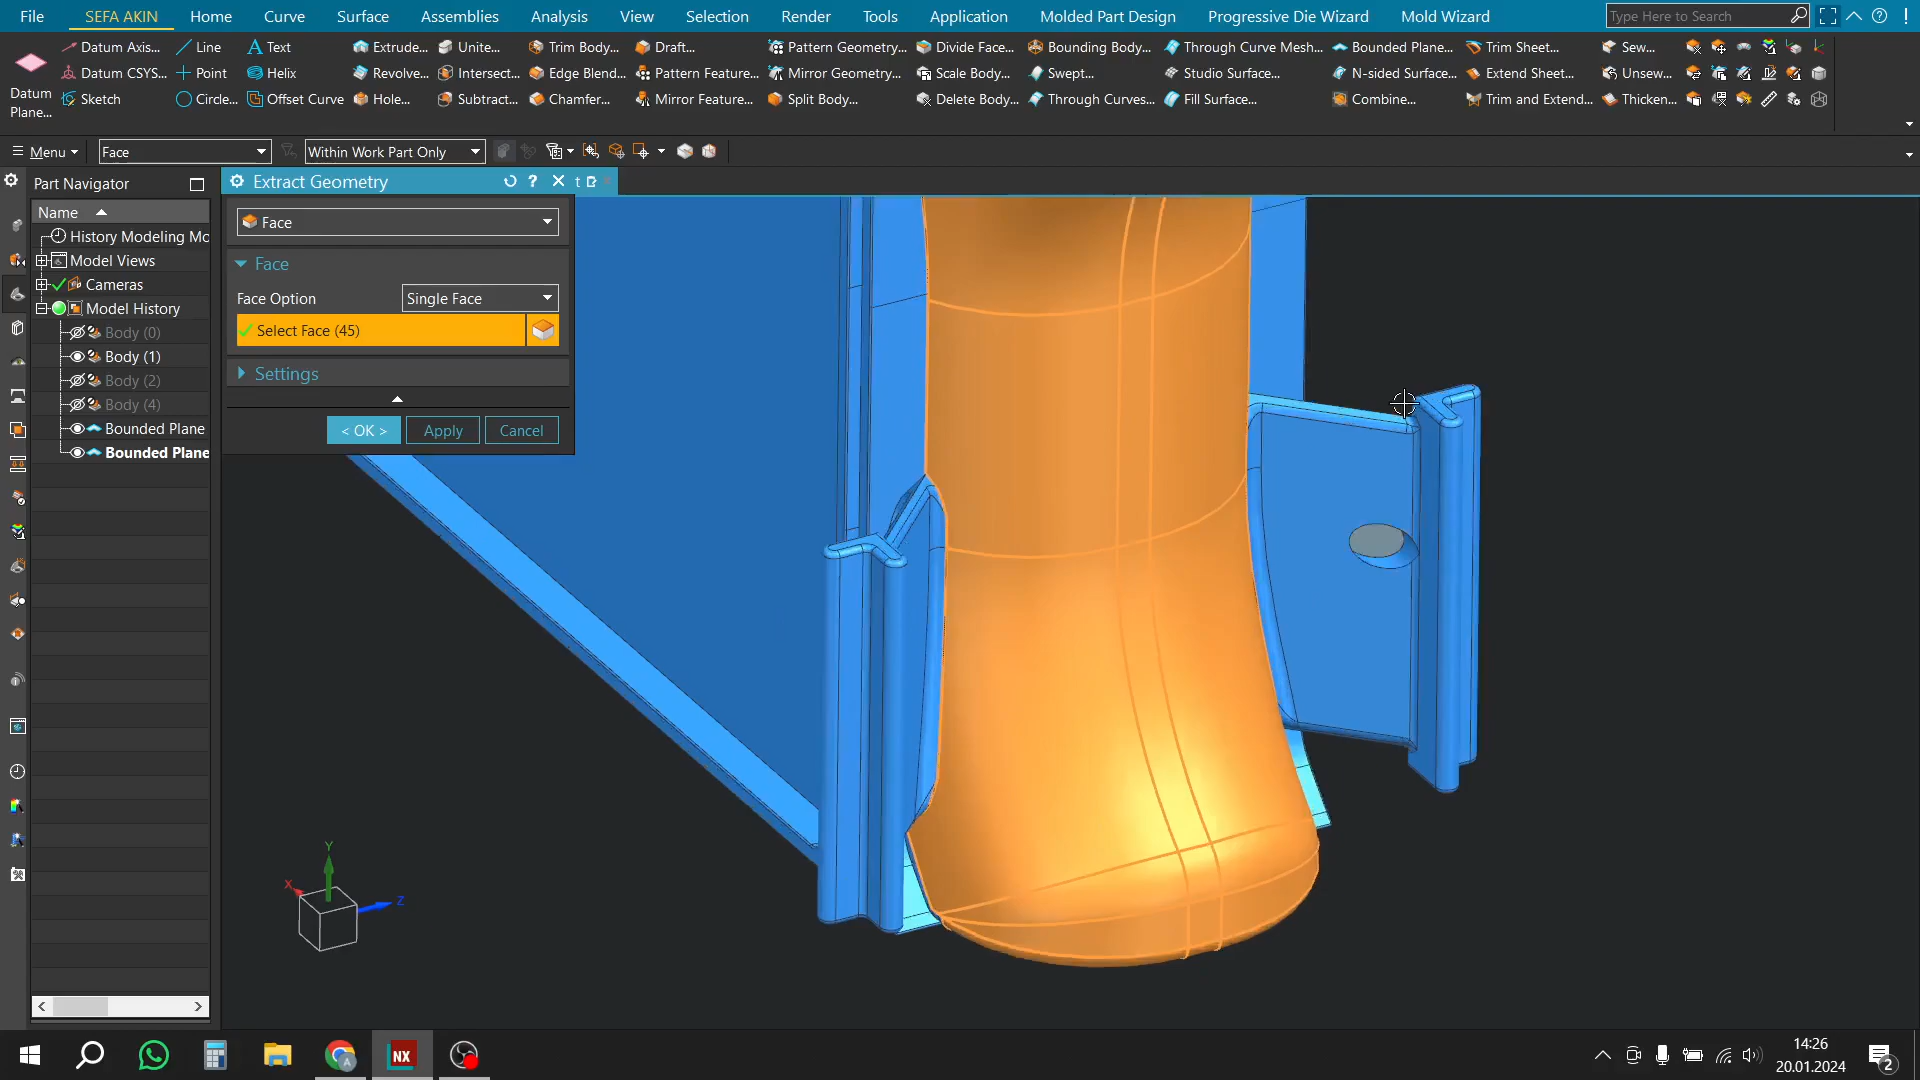 File SEFA AKIN Home Curve Surface Assemblies Analysis View Selection Render Tools Application Molded Part Design Progressive Die Wizard Mold Wizard Type Here to Search
Datum Axis... Line Text Extrude... Unite... Trim Body... Draft... Pattern Geometry... Divide Face... Bounding Body... Through Curve Mesh... Bounded Plane... Trim Sheet... Sew...
Datum CSYS... Point Helix Revolve... Intersect... Edge Blend... Pattern Feature... Mirror Geometry... Scale Body... Swept... Studio Surface... N-sided Surface... Extend Sheet... Unsew...
Datum Plane... Sketch Circle... Offset Curve Hole... Subtract... Chamfer... Mirror Feature... Split Body... Delete Body... Through Curves... Fill Surface... Combine... Trim and Extend... Thicken...
Menu Face Within Work Part Only
Part Navigator
Name
History Modeling Mo
Model Views
Cameras
Model History
Body (0)
Body (1)
Body (2)
Body (4)
Bounded Plane
Bounded Plane
Extract Geometry ? t
Face
Face
Face Option Single Face
Select Face (45)
Settings
< OK > Apply Cancel
Y
X
Z
NX
14:26
20.01.2024
2